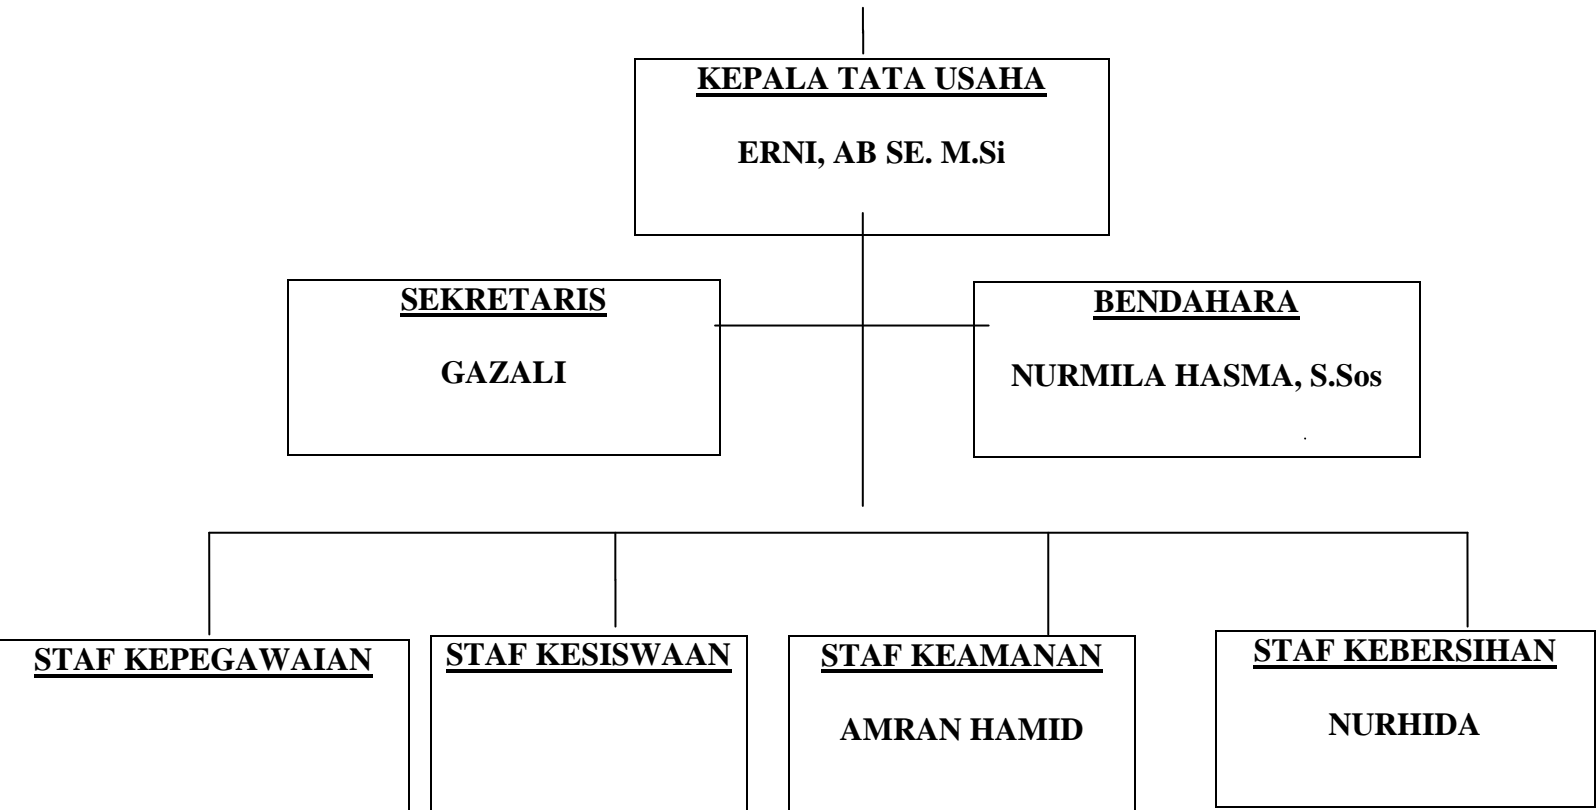 KEPALA TATA USAHA
ERNI, AB SE. M.Si
SEKRETARIS
GAZALI
BENDAHARA
NURMILA HASMA, S.Sos
STAF KEPEGAWAIAN
STAF KESISWAAN
STAF KEAMANAN
AMRAN HAMID
STAF KEBERSIHAN
NURHIDA